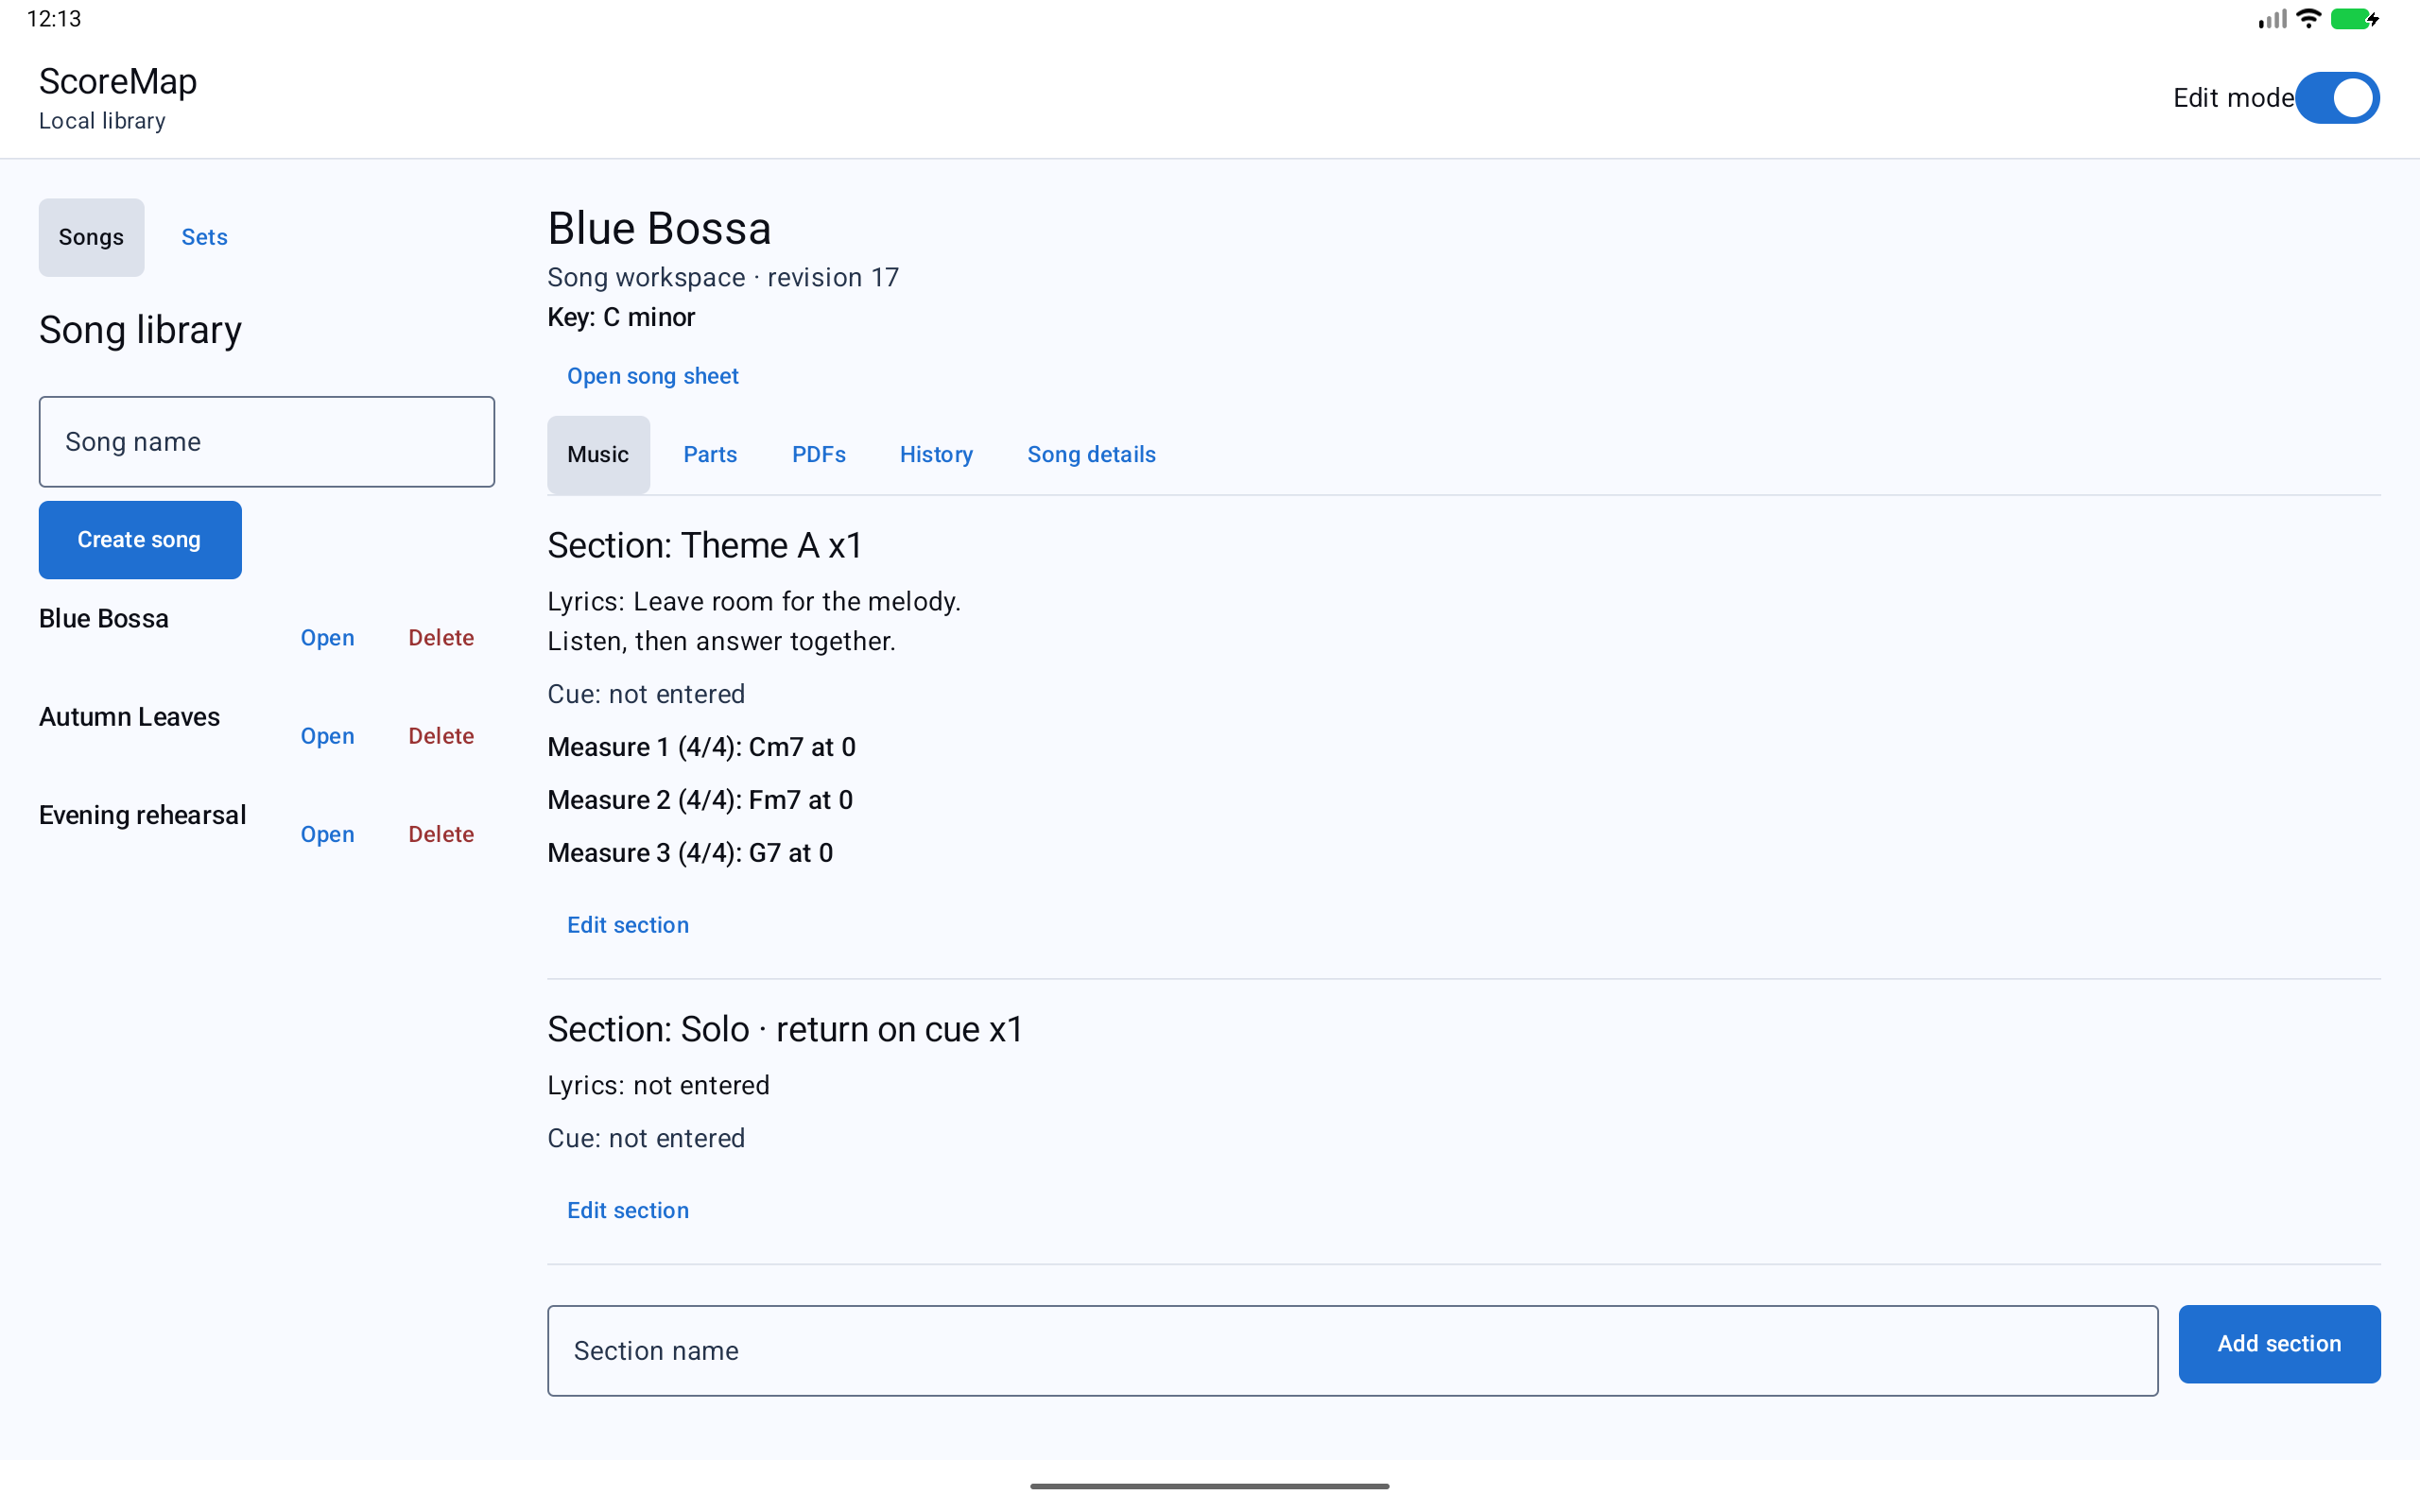 12:13
ScoreMap
Local library
Edit mode
Songs
Sets
Song library
Song name
Create song
Blue Bossa
Open
Delete
Autumn Leaves
Open
Delete
Evening rehearsal
Open
Delete
Blue Bossa
Song workspace · revision 17
Key: C minor
Open song sheet
Music
Parts
PDFs
History
Song details
Section: Theme A x1
Lyrics: Leave room for the melody.
Listen, then answer together.
Cue: not entered
Measure 1 (4/4): Cm7 at 0
Measure 2 (4/4): Fm7 at 0
Measure 3 (4/4): G7 at 0
Edit section
Section: Solo · return on cue x1
Lyrics: not entered
Cue: not entered
Edit section
Section name
Add section